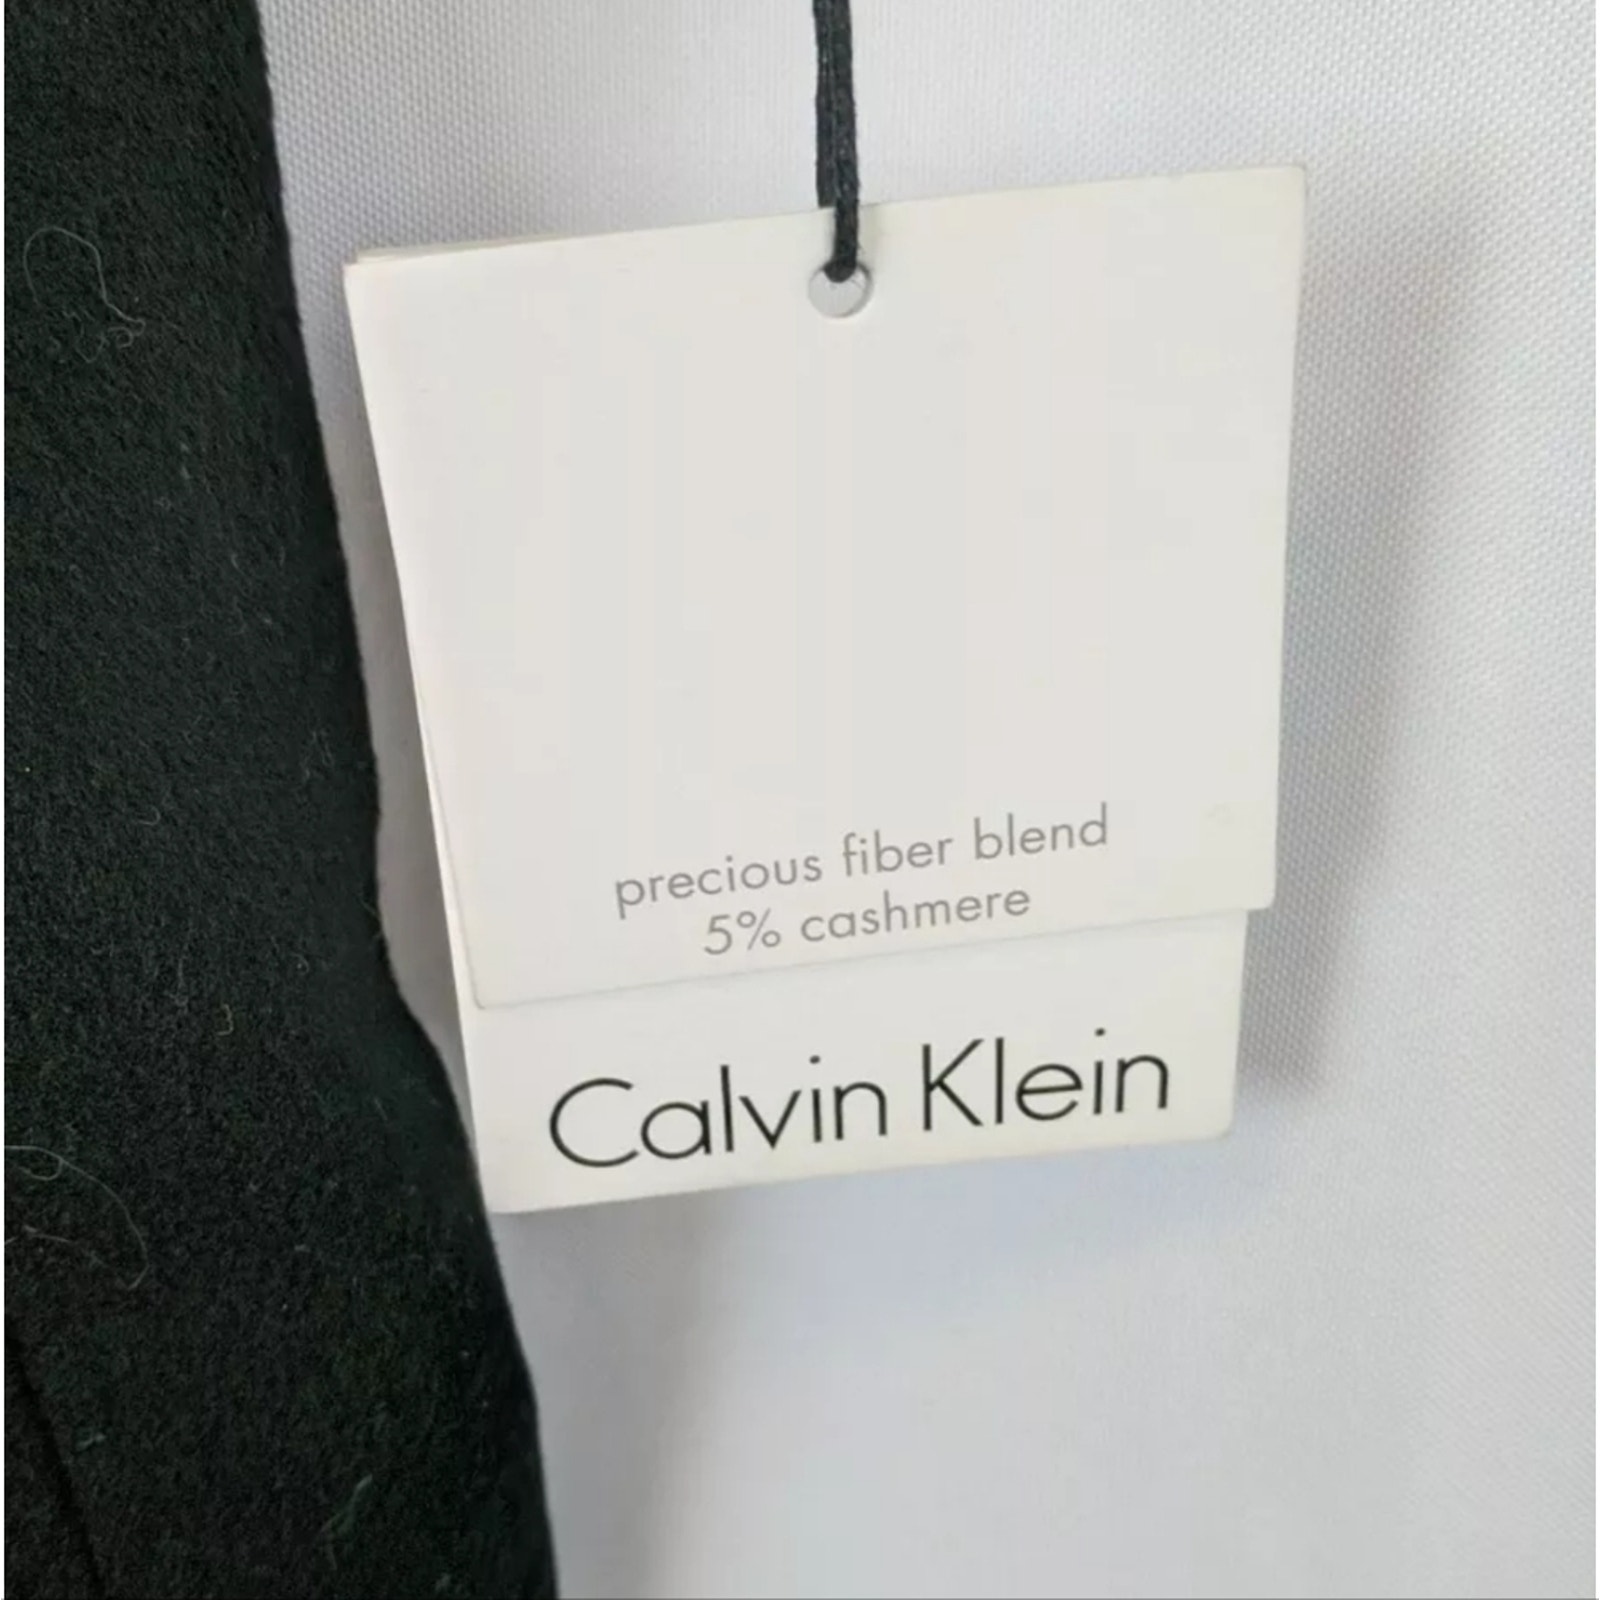 precious fiber blend
5% cashmere
Calvin Klein